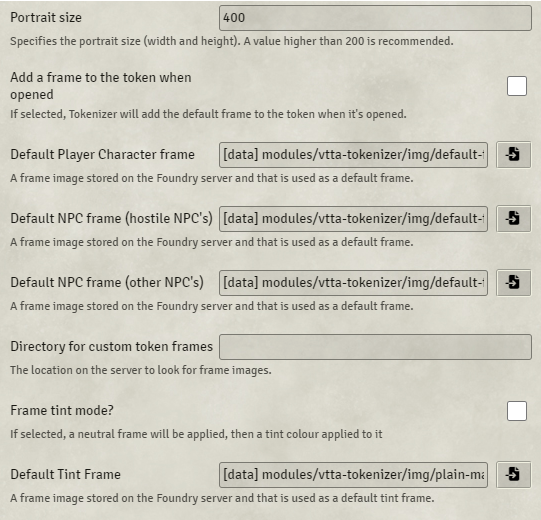 Portrait size
400
Specifies the portrait size (width and height). A value higher than 200 is recommended.
Add a frame to the token when
opened
If selected, Tokenizer will add the default frame to the token when it's opened.
Default Player Character frame
[data] modules/vtta-tokenizer/img/default-
A frame image stored on the Foundry server and that is used as a default frame.
Default NPC frame (hostile NPC's)
[data] modules/vtta-tokenizer/img/default-
A frame image stored on the Foundry server and that is used as a default frame.
Default NPC frame (other NPC's)
[data] modules/vtta-tokenizer/img/default-
A frame image stored on the Foundry server and that is used as a default frame.
Directory for custom token frames
The location on the server to look for frame images.
Frame tint mode?
If selected, a neutral frame will be applied, then a tint colour applied to it
Default Tint Frame
[data] modules/vtta-tokenizer/img/plain-ma
A frame image stored on the Foundry server and that is used as a default tint frame.